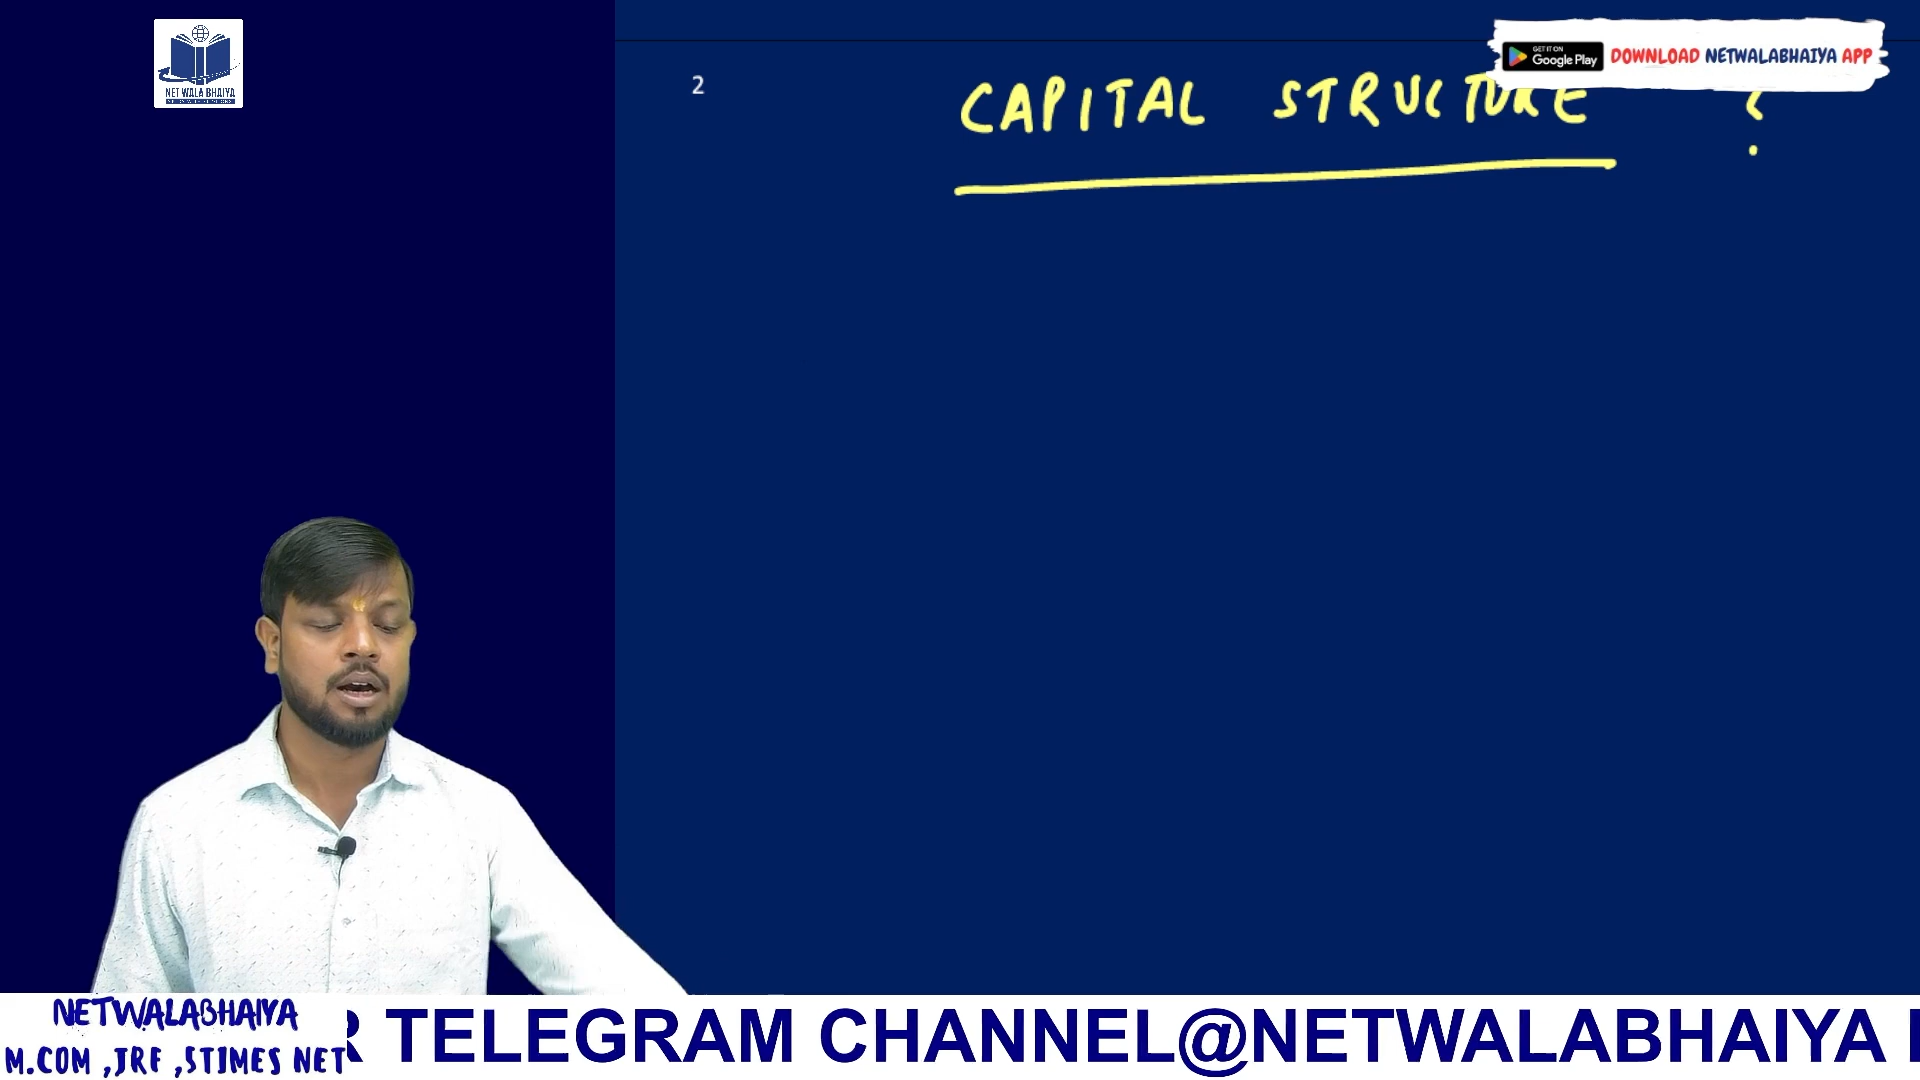 NET WALA BHAIYA
2
CAPITAL STRUCTURE ?
GET IT ON
Google Play
DOWNLOAD NETWALABHAIYA APP
NETWALABHAIYA
M.COM ,JRF ,5TIMES NET
TELEGRAM CHANNEL@NETWALABHAIYA